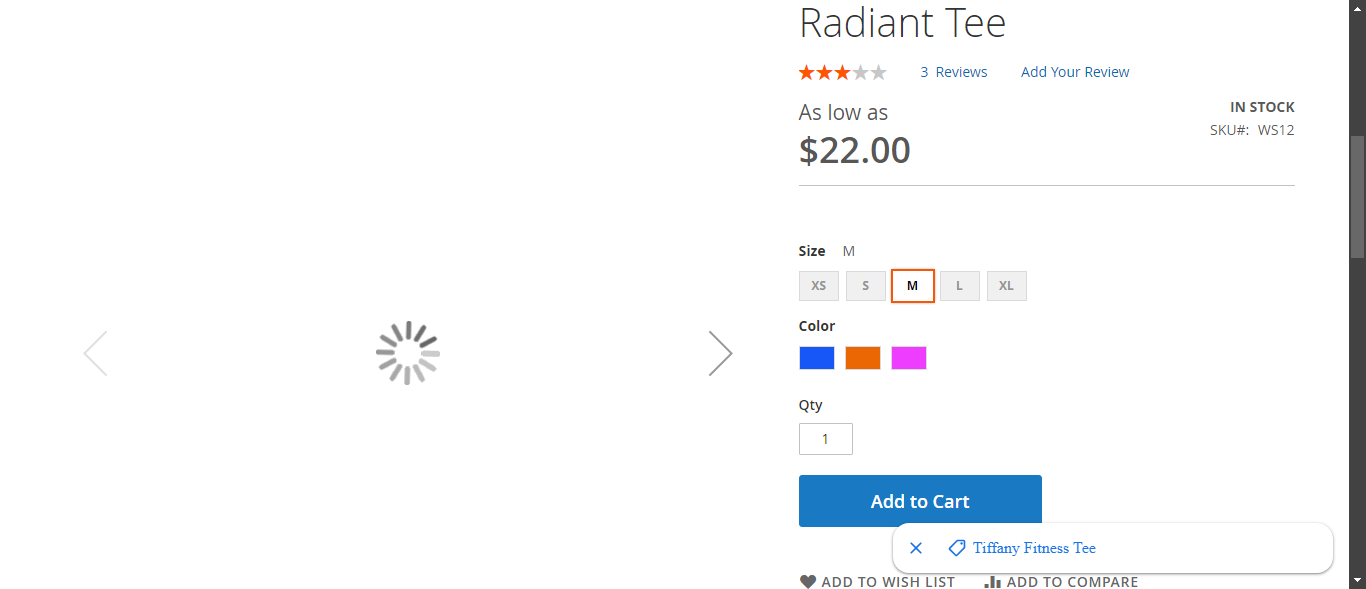 Radiant Tee
3 Reviews Add Your Review
As low as
$22.00
IN STOCK
SKU#: WS12
Size M
XS S M L XL
Color
Qty
1
Add to Cart
Tiffany Fitness Tee
ADD TO WISH LIST ADD TO COMPARE